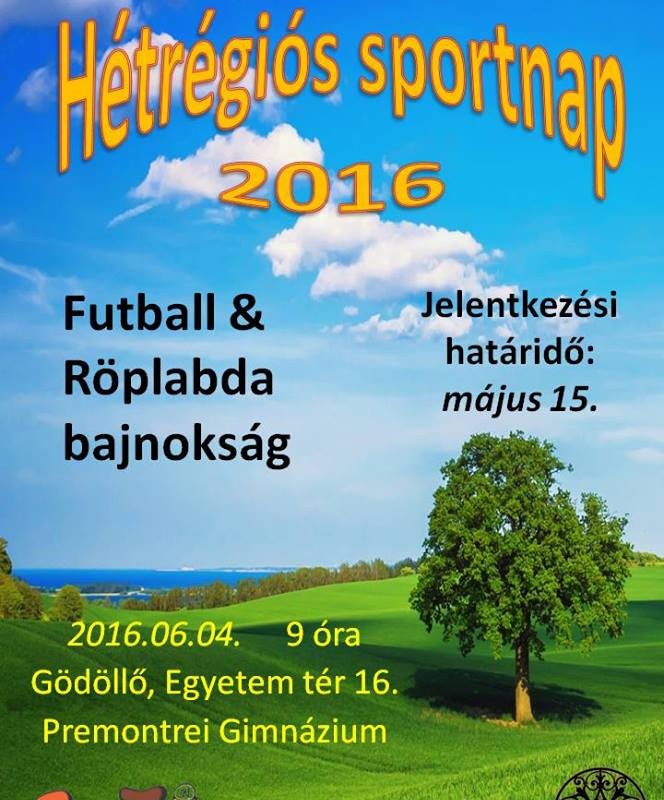 Hétrégiós sportnap
2016
Futball &
Röplabda
bajnokság
Jelentkezési
határidő:
május 15.
2016.06.04. 9 óra
Gödöllő, Egyetem tér 16.
Premontrei Gimnázium